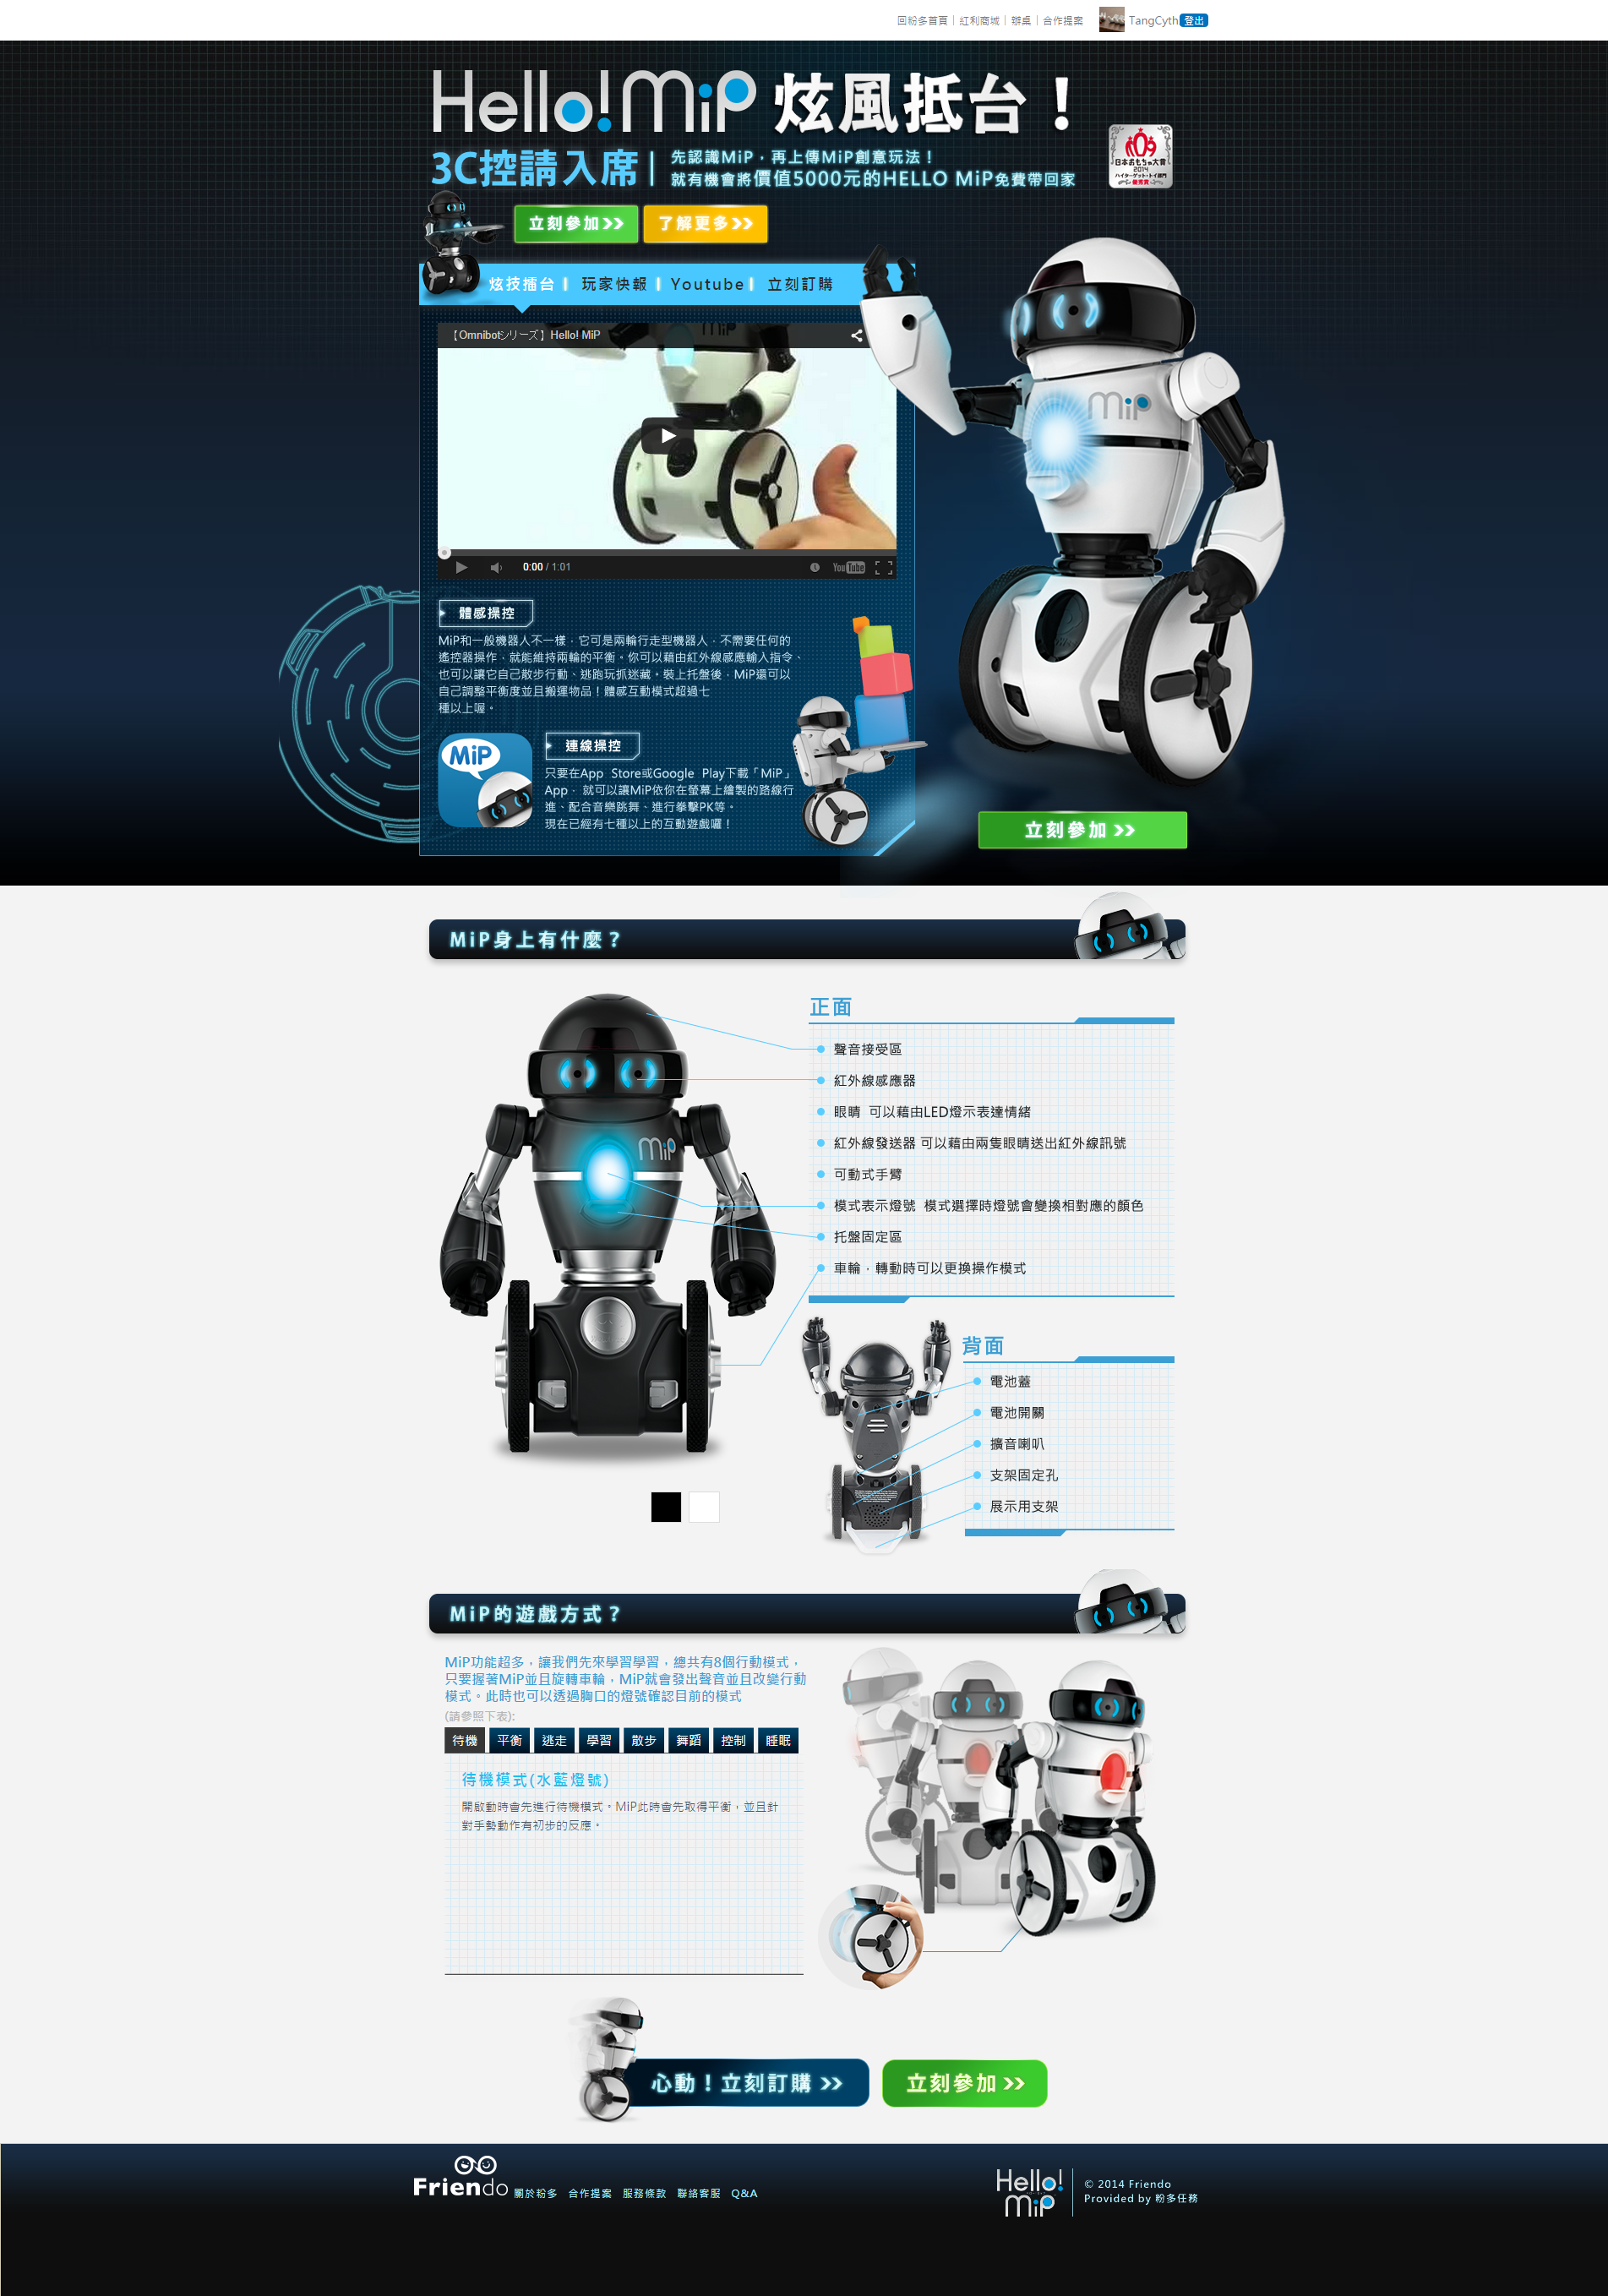 回粉多首頁 | 紅利商城 | 辦桌 | 合作提案 TangCyth 登出
Hello! MiP 炫風抵台！
3C控請入席
先認識MiP，再上傳MiP創意玩法！
就有機會將價值5000元的HELLO MiP免費帶回家
日本おもちゃ大賞
2014
ハイターゲット・トイ部門
優秀賞
立刻參加 >>
了解更多 >>
炫技擂台 | 玩家快報 | Youtube | 立刻訂購
【Omnibotシリーズ】Hello! MiP
MiP
0:00 / 1:01
YouTube
體感操控
MiP和一般機器人不一樣，它可是兩輪行走型機器人，不需要任何的
遙控器操作，就能維持兩輪的平衡。你可以藉由紅外線感應輸入指令、
也可以讓它自己散步行動、逃跑玩抓迷藏。裝上托盤後，MiP還可以
自己調整平衡度並且搬運物品！體感互動模式超過七
種以上喔。
MiP
連線操控
只要在App Store或Google Play下載「MiP」
App， 就可以讓MiP依你在螢幕上繪製的路線行
進、配合音樂跳舞、進行拳擊PK等。
現在已經有七種以上的互動遊戲囉！
立刻參加 >>
MiP身上有什麼？
正面
聲音接受區
紅外線感應器
眼睛 可以藉由LED燈示表達情緒
紅外線發送器 可以藉由兩隻眼睛送出紅外線訊號
可動式手臂
模式表示燈號 模式選擇時燈號會變換相對應的顏色
托盤固定區
車輪，轉動時可以更換操作模式
MiP
背面
電池蓋
電池開關
擴音喇叭
支架固定孔
展示用支架
MiP的遊戲方式？
MiP功能超多，讓我們先來學習學習，總共有8個行動模式，
只要握著MiP並且旋轉車輪，MiP就會發出聲音並且改變行動
模式。此時也可以透過胸口的燈號確認目前的模式
(請參照下表):
待機 平衡 逃走 學習 散步 舞蹈 控制 睡眠
待機模式(水藍燈號)
開啟動時會先進行待機模式。MiP此時會先取得平衡，並且針
對手勢動作有初步的反應。
心動！立刻訂購 >>
立刻參加 >>
Friendo 關於粉多 合作提案 服務條款 聯絡客服 Q&A
Hello! MiP
© 2014 Friendo
Provided by 粉多任務